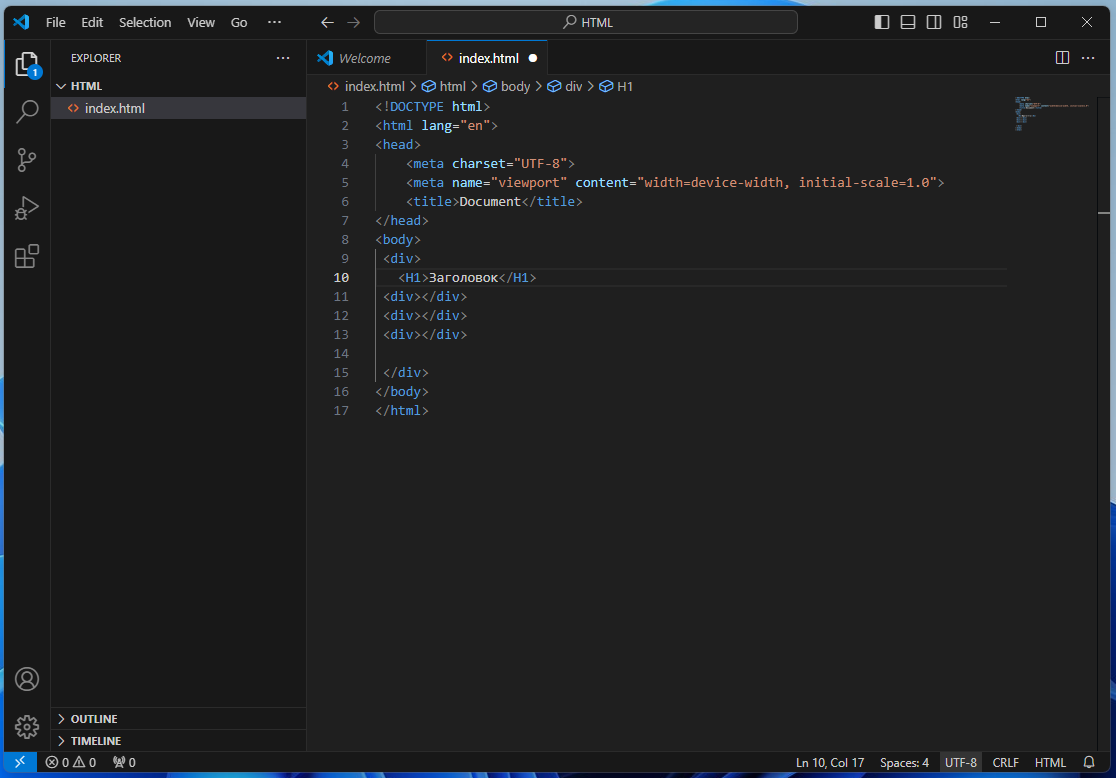 File Edit Selection View Go ··· HTML
EXPLORER ···
HTML
index.html
1
Welcome
index.html
index.html > html > body > div > H1
1 <!DOCTYPE html>
2 <html lang="en">
3 <head>
4 <meta charset="UTF-8">
5 <meta name="viewport" content="width=device-width, initial-scale=1.0">
6 <title>Document</title>
7 </head>
8 <body>
9 <div>
10 <H1>Заголовок</H1>
11 <div></div>
12 <div></div>
13 <div></div>
14
15 </div>
16 </body>
17 </html>
OUTLINE
TIMELINE
0 0 0 Ln 10, Col 17 Spaces: 4 UTF-8 CRLF HTML